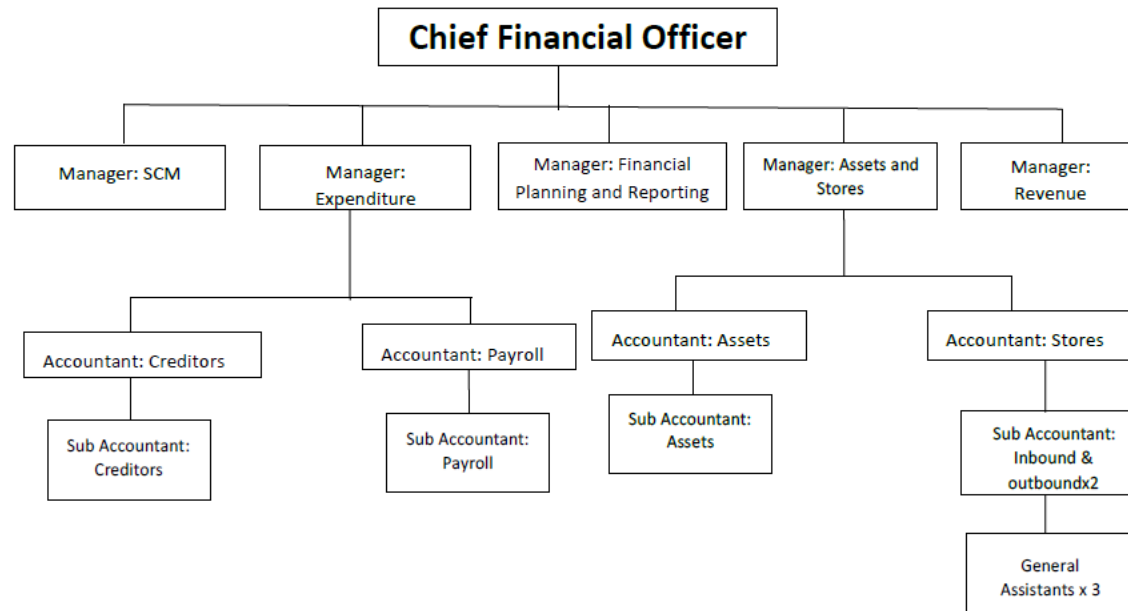 Chief Financial Officer
Manager: SCM
Manager:
Expenditure
Manager: Financial
Planning and Reporting
Manager: Assets and
Stores
Manager:
Revenue
Accountant: Creditors
Accountant: Payroll
Accountant: Assets
Accountant: Stores
Sub Accountant:
Creditors
Sub Accountant:
Payroll
Sub Accountant:
Assets
Sub Accountant:
Inbound &
outboundx2
General
Assistants x 3